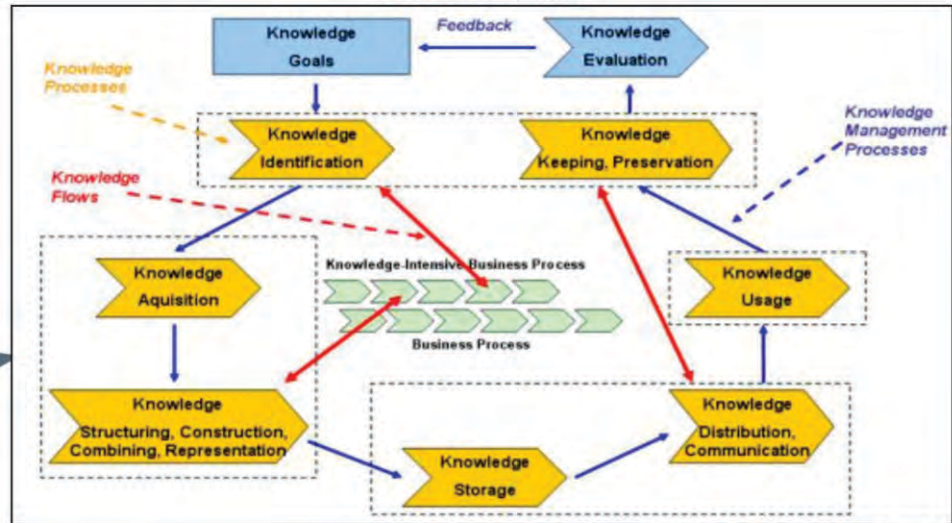 Knowledge
Goals
Feedback
Knowledge
Evaluation
Knowledge
Processes
Knowledge
Identification
Knowledge
Keeping, Preservation
Knowledge
Management
Processes
Knowledge
Flows
Knowledge
Aquisition
Knowledge-Intensive Business Process
Business Process
Knowledge
Usage
Knowledge
Structuring, Construction,
Combining, Representation
Knowledge
Storage
Knowledge
Distribution,
Communication